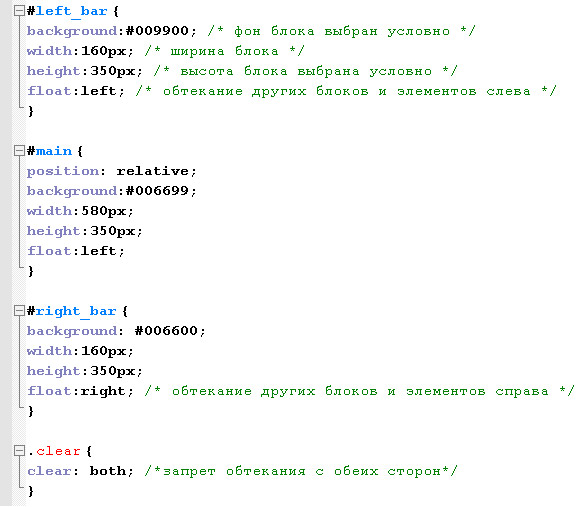 #left_bar {
background:#009900; /* фон блока выбран условно */
width:160px; /* ширина блока */
height:350px; /* высота блока выбрана условно */
float:left; /* обтекание других блоков и элементов слева */
}
#main {
position: relative;
background:#006699;
width:580px;
height:350px;
float:left;
}
#right_bar {
background: #006600;
width:160px;
height:350px;
float:right; /* обтекание других блоков и элементов справа */
}
.clear {
clear: both; /*запрет обтекания с обеих сторон*/
}